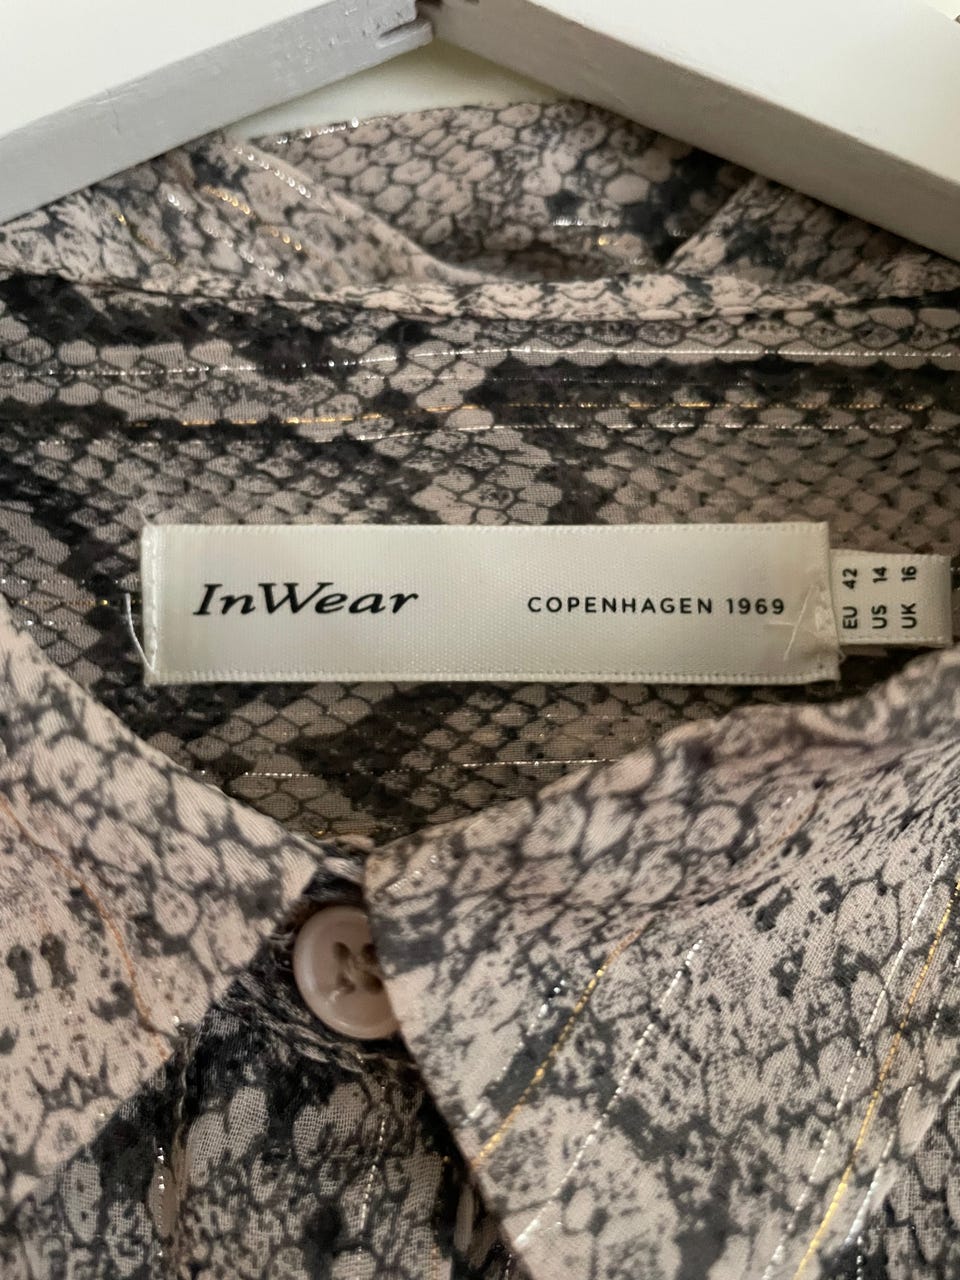 InWear COPENHAGEN 1969
EU 42
US 14
UK 16